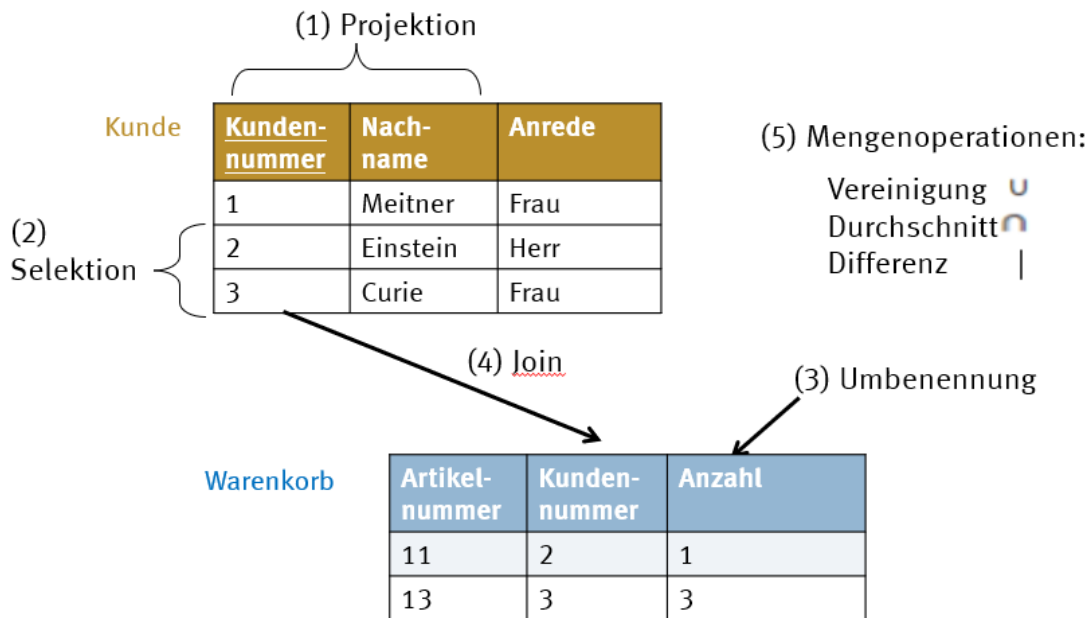 (1) Projektion
Kunde
Kunden-
nummer
Nach-
name
Anrede
1
Meitner
Frau
2
Einstein
Herr
3
Curie
Frau
(2)
Selektion
(5) Mengenoperationen:
Vereinigung ∪
Durchschnitt ∩
Differenz |
(4) Join
(3) Umbenennung
Warenkorb
Artikel-
nummer
Kunden-
nummer
Anzahl
11
2
1
13
3
3